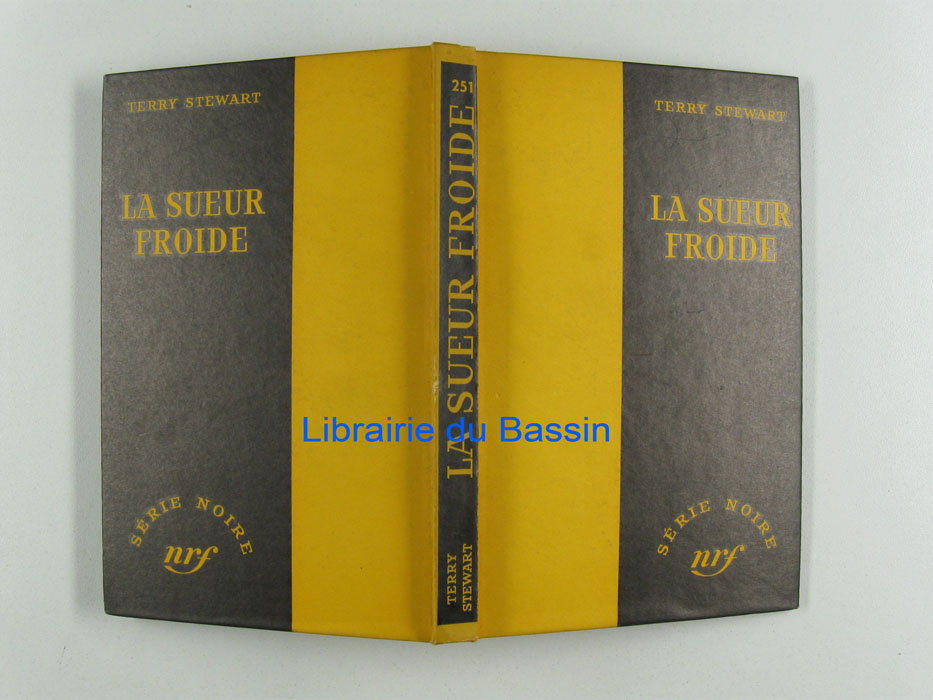 TERRY STEWART
LA SUEUR
FROIDE
SÉRIE NOIRE
nrf
251
LA SUEUR FROIDE
TERRY
STEWART
TERRY STEWART
LA SUEUR
FROIDE
SÉRIE NOIRE
nrf
Librairie du Bassin